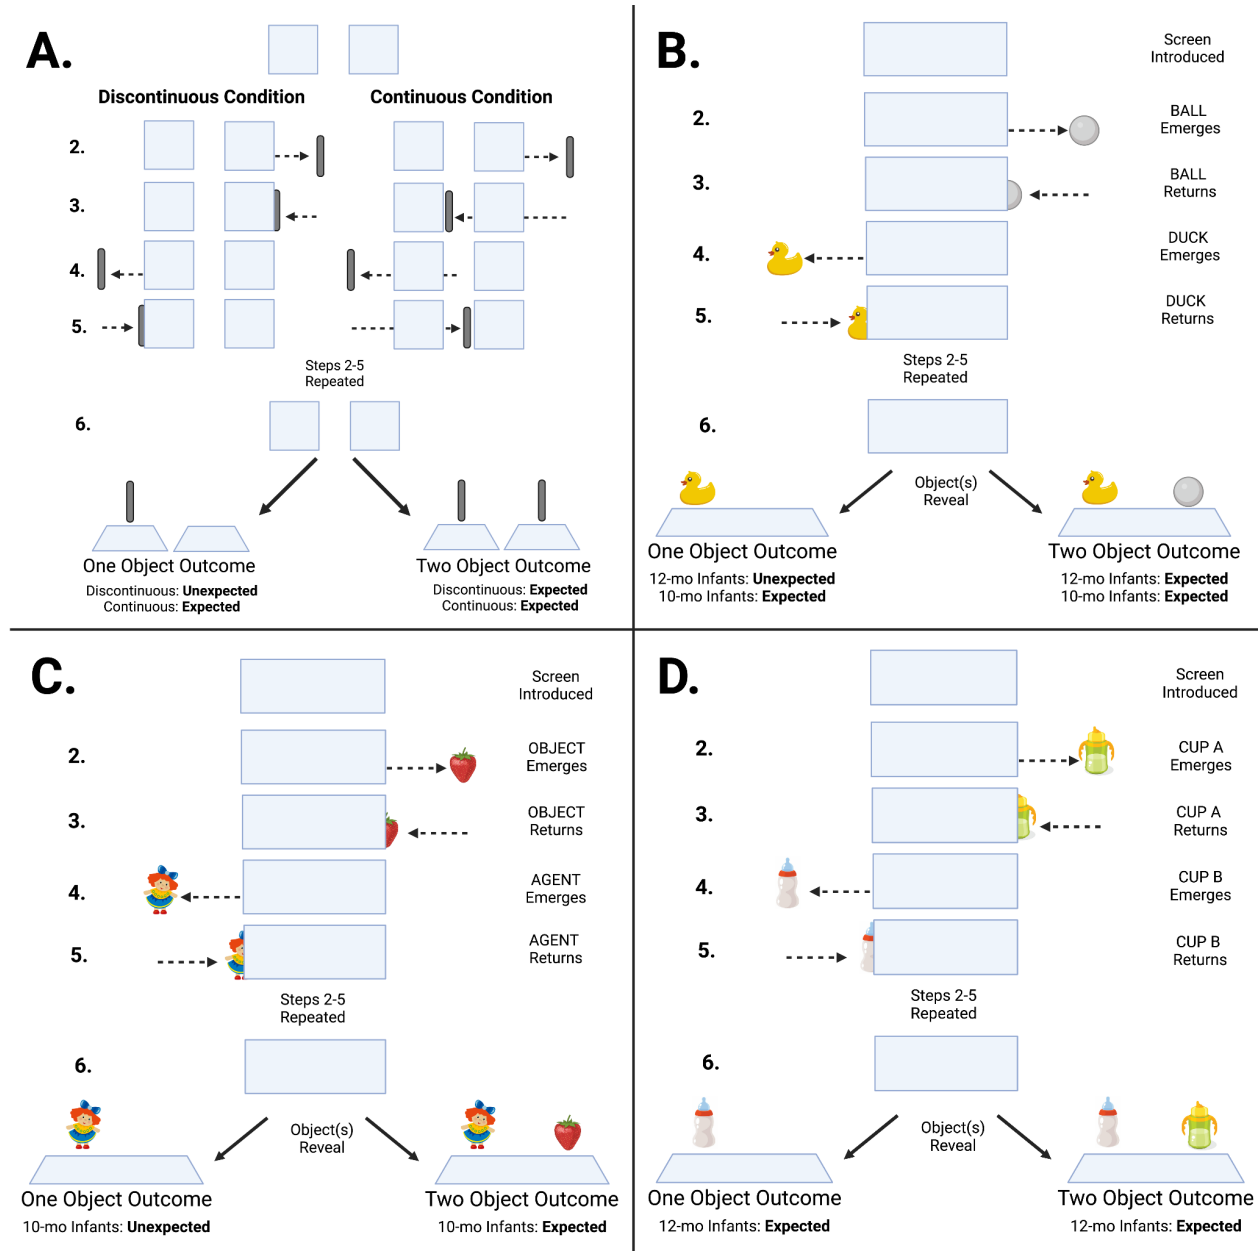 A.
Discontinuous Condition
Continuous Condition
2.
3.
4.
5.
Steps 2-5
Repeated
6.
One Object Outcome
Discontinuous: Unexpected
Continuous: Expected
Two Object Outcome
Discontinuous: Expected
Continuous: Expected
B.
Screen
Introduced
2.
BALL
Emerges
3.
BALL
Returns
4.
DUCK
Emerges
5.
DUCK
Returns
Steps 2-5
Repeated
6.
Object(s)
Reveal
One Object Outcome
12-mo Infants: Unexpected
10-mo Infants: Expected
Two Object Outcome
12-mo Infants: Expected
10-mo Infants: Expected
C.
Screen
Introduced
2.
OBJECT
Emerges
3.
OBJECT
Returns
4.
AGENT
Emerges
5.
AGENT
Returns
Steps 2-5
Repeated
6.
Object(s)
Reveal
One Object Outcome
10-mo Infants: Unexpected
Two Object Outcome
10-mo Infants: Expected
D.
Screen
Introduced
2.
CUP A
Emerges
3.
CUP A
Returns
4.
CUP B
Emerges
5.
CUP B
Returns
Steps 2-5
Repeated
6.
Object(s)
Reveal
One Object Outcome
12-mo Infants: Expected
Two Object Outcome
12-mo Infants: Expected